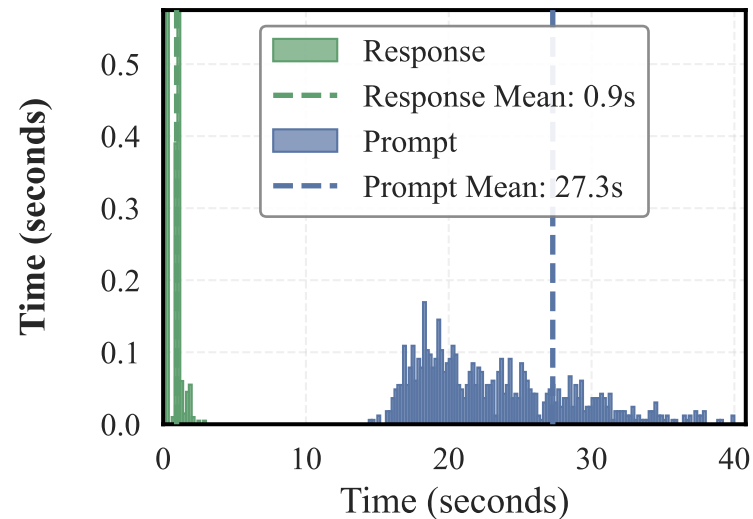 Response
Response Mean: 0.9s
Prompt
Prompt Mean: 27.3s
Time (seconds)
0.5
0.4
0.3
0.2
0.1
0.0
0 10 20 30 40
Time (seconds)